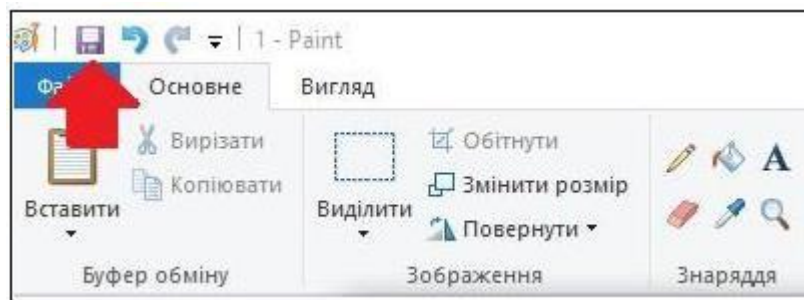 1 - Paint
Основне Вигляд
Вирізати
Копіювати
Вставити
Буфер обміну
Виділити
Обітнути
Змінити розмір
Повернути
Зображення
A
Знаряддя